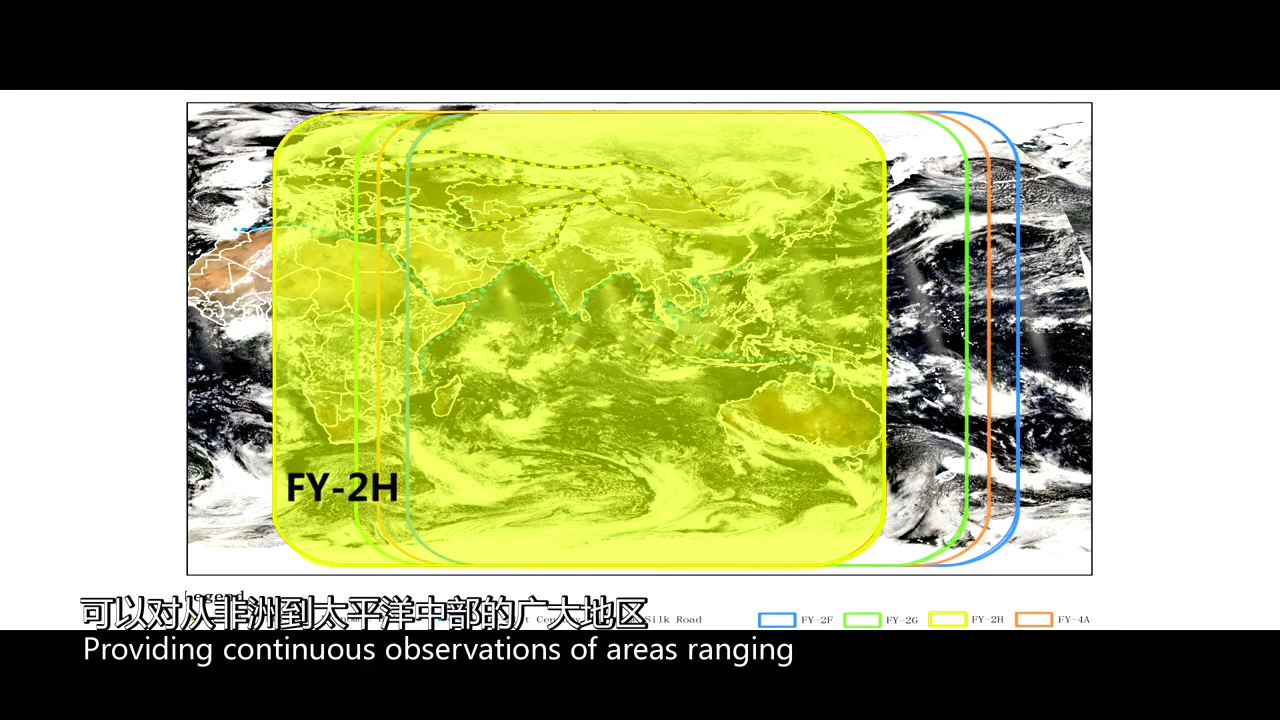 FY-2H
Legend
可以对从非洲到太平洋中部的广大地区
Silk Road
FY-2F
FY-2G
FY-2H
FY-4A
Providing continuous observations of areas ranging